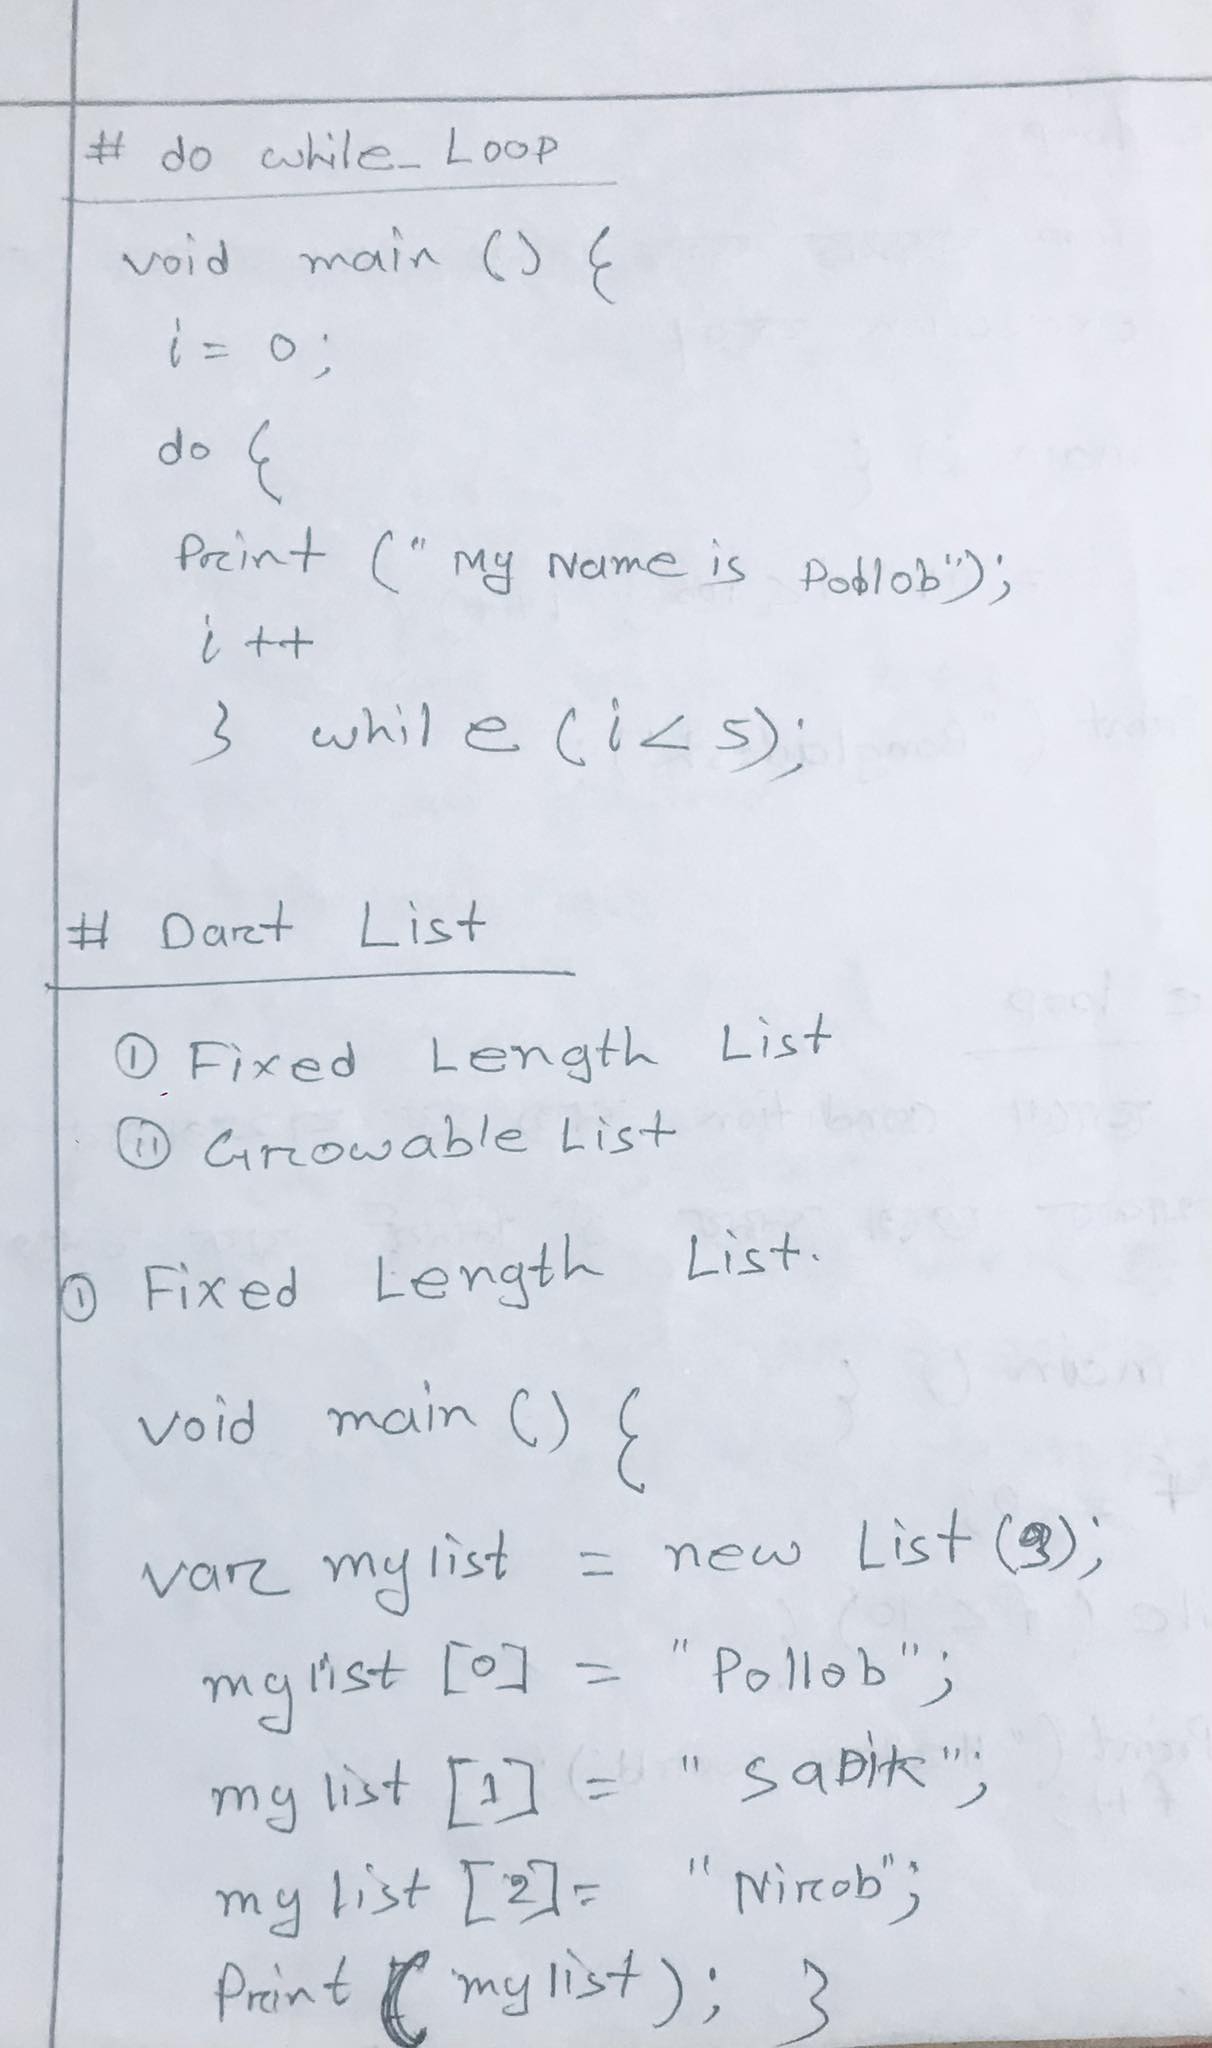 # do while_ Loop
void main () {
i = 0;
do {
Print ("My Name is Pollob");
i ++
} while (i < 5);
# Dart List
① Fixed Length List
② Growable List
① Fixed Length List.
void main () {
var mylist = new List (3);
mylist [0] = "Pollob";
my list [1] = "Sabik";
my list [2] = "Nirob";
Print ( mylist ); }